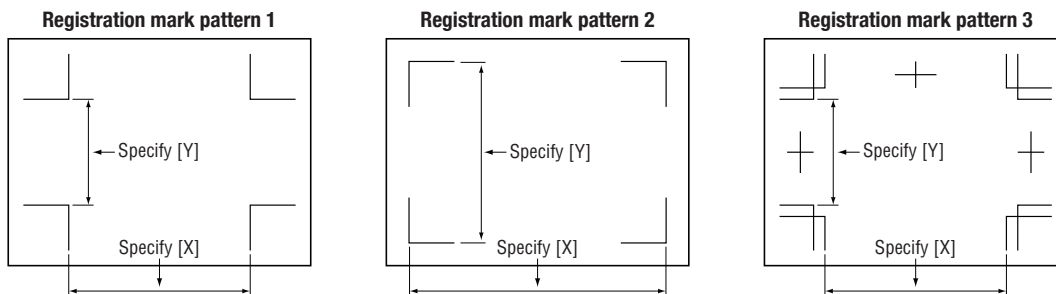 Registration mark pattern 1
Specify [Y]
Specify [X]
Registration mark pattern 2
Specify [Y]
Specify [X]
Registration mark pattern 3
Specify [Y]
Specify [X]